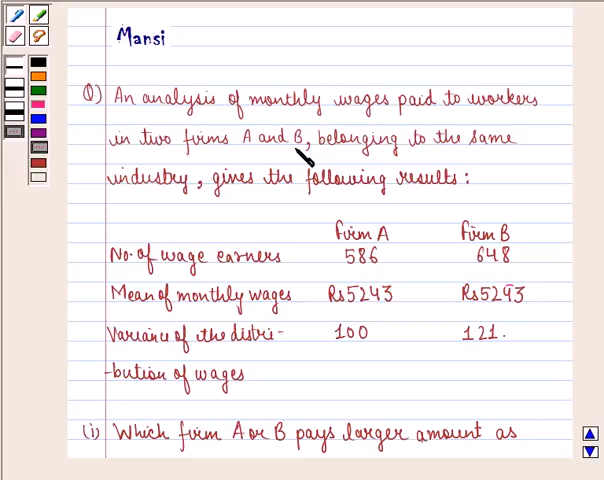 Mansi
Q) An analysis of monthly wages paid to workers
in two firms A and B, belonging to the same
industry, gives the following results:
Firm A Firm B
No. of wage earners 586 648
Mean of monthly wages Rs5243 Rs5293
Variance of the distri- 100 121.
-bution of wages
(i) Which firm A or B pays larger amount as